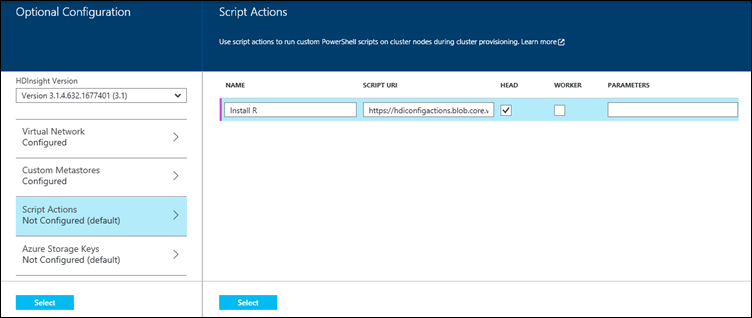 Optional Configuration
HDInsight Version
Version 3.1.4.632.1677401 (3.1)
Virtual Network
Configured
Custom Metastores
Configured
Script Actions
Not Configured (default)
Azure Storage Keys
Not Configured (default)
Select
Script Actions
Use script actions to run custom PowerShell scripts on cluster nodes during cluster provisioning. Learn more
NAME SCRIPT URI HEAD WORKER PARAMETERS
Install R https://hdiconfigactions.blob.core.w
Select